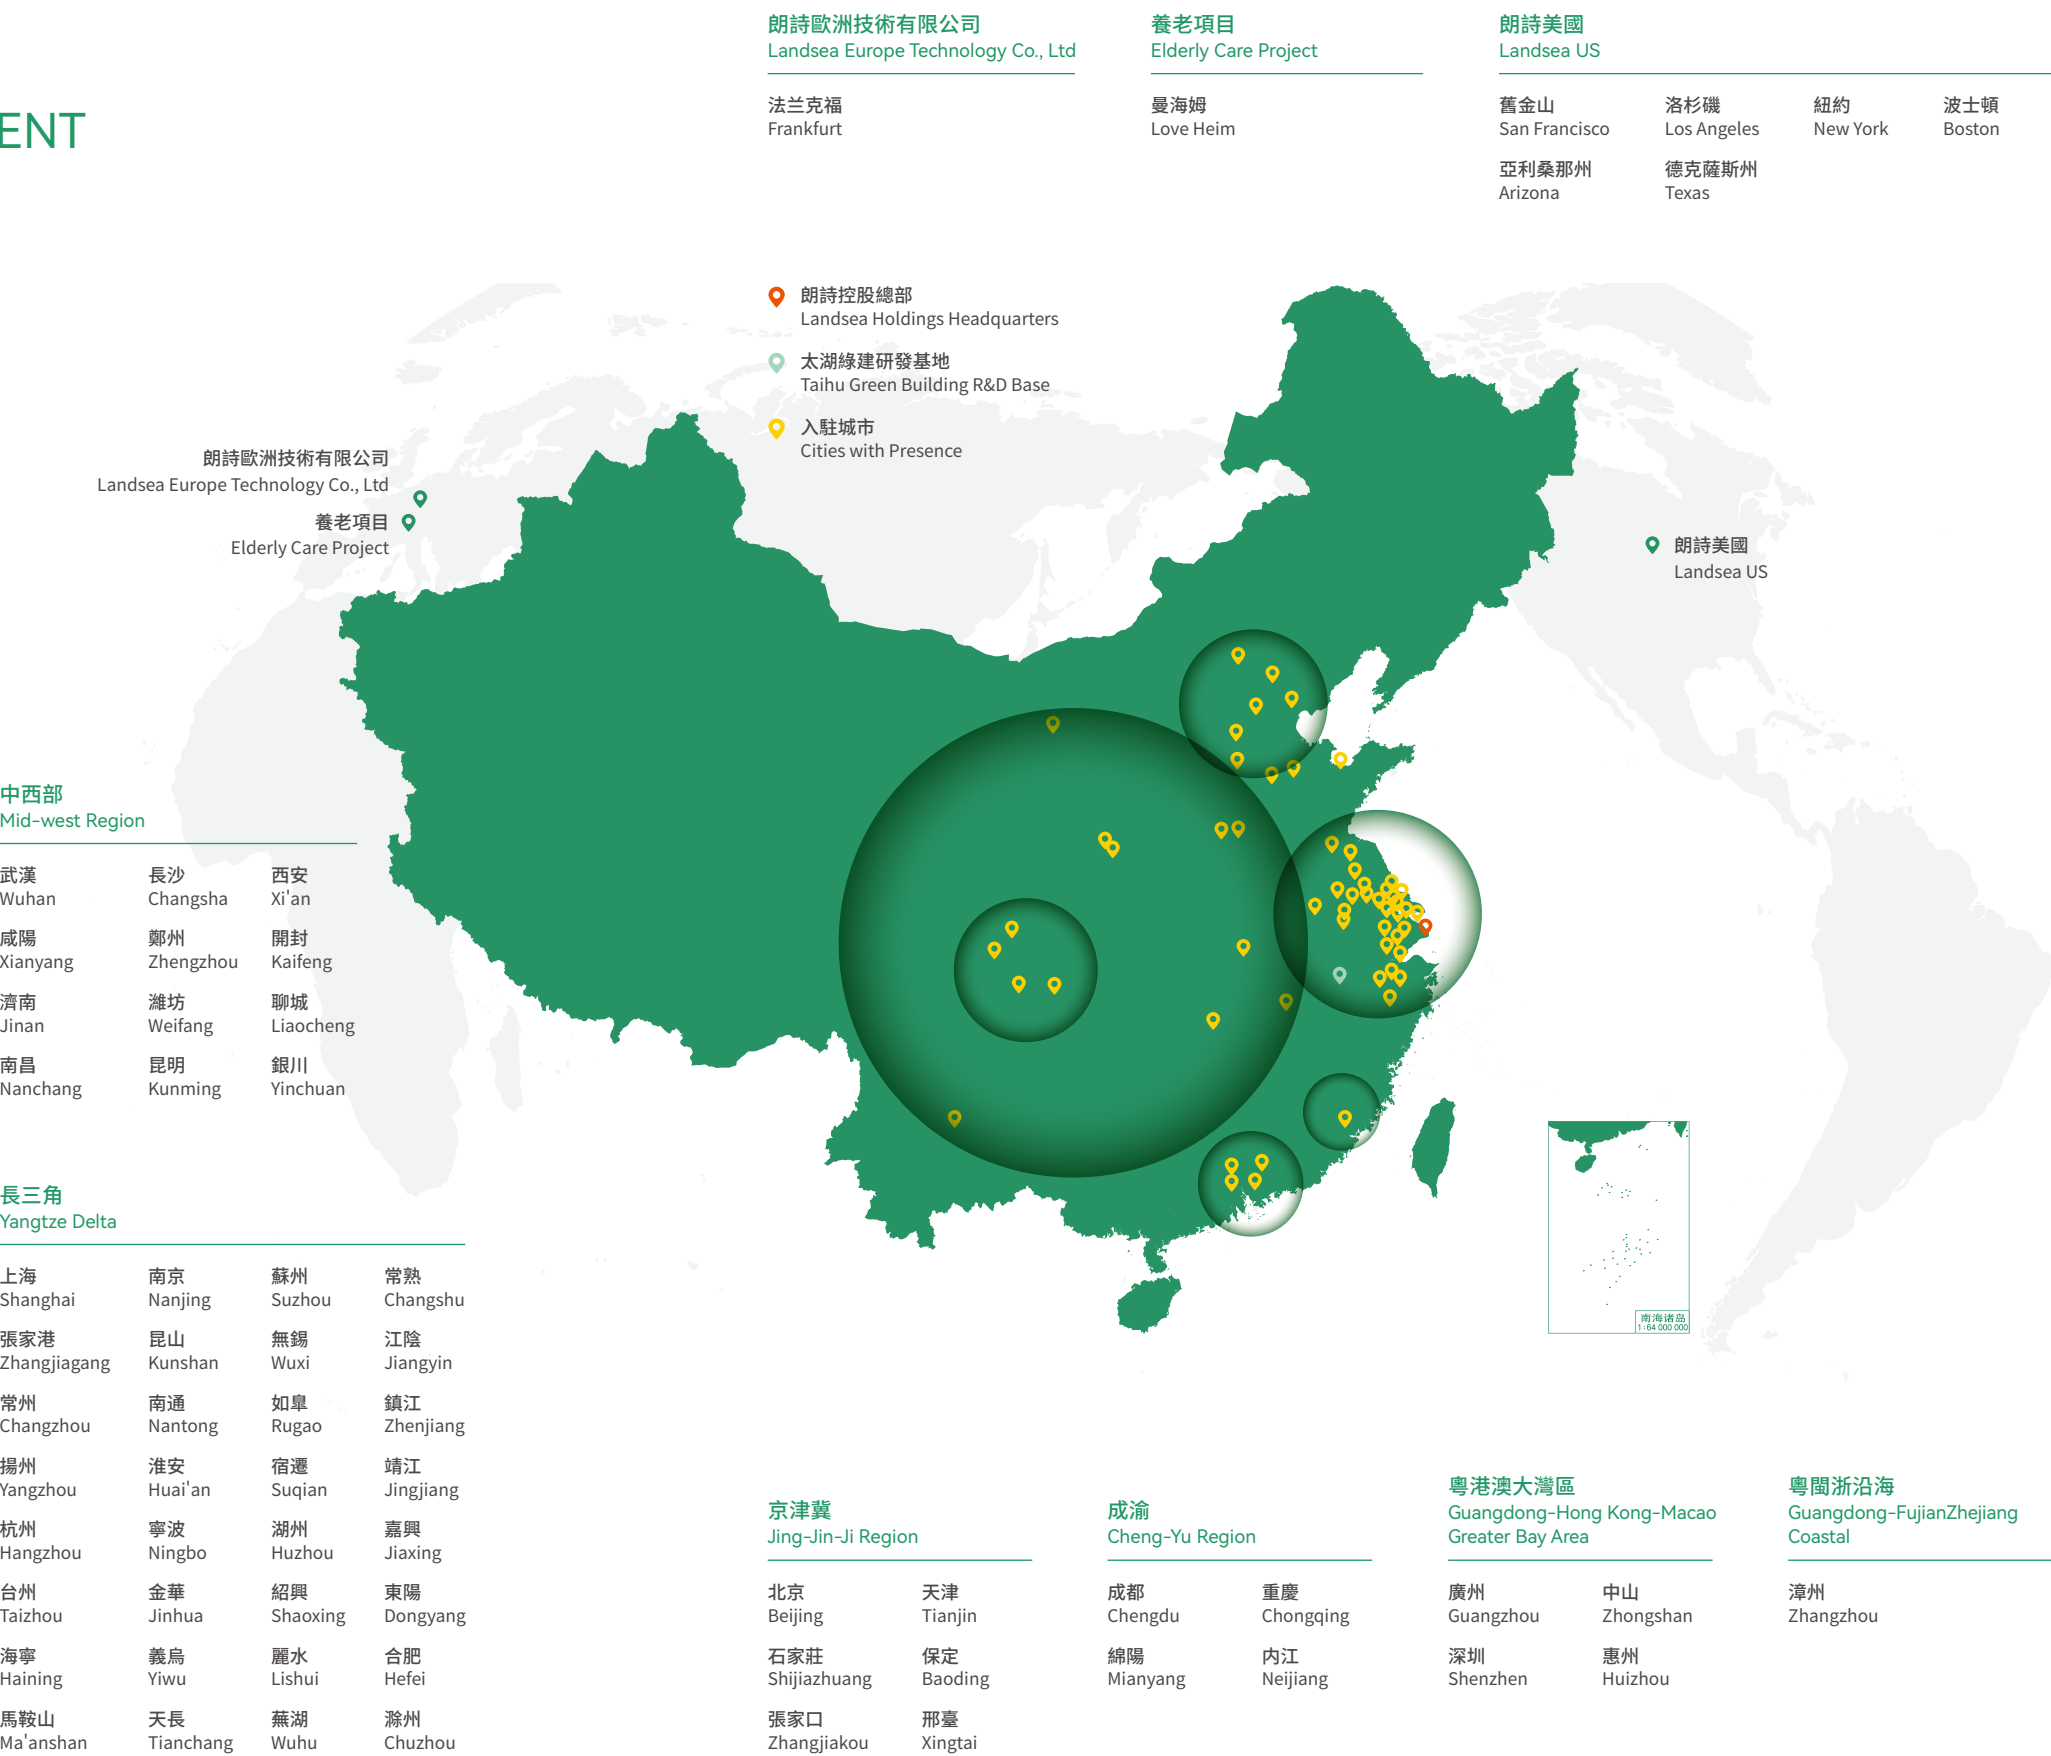 ENT
朗詩歐洲技術有限公司
Landsea Europe Technology Co., Ltd
法兰克福
Frankfurt
養老項目
Elderly Care Project
曼海姆
Love Heim
朗詩美國
Landsea US
舊金山
San Francisco
洛杉磯
Los Angeles
紐約
New York
波士頓
Boston
亞利桑那州
Arizona
德克薩斯州
Texas
朗詩控股總部
Landsea Holdings Headquarters
太湖綠建研發基地
Taihu Green Building R&D Base
入駐城市
Cities with Presence
朗詩歐洲技術有限公司
Landsea Europe Technology Co., Ltd
養老項目
Elderly Care Project
朗詩美國
Landsea US
中西部
Mid-west Region
武漢
Wuhan
長沙
Changsha
西安
Xi'an
咸陽
Xianyang
鄭州
Zhengzhou
開封
Kaifeng
濟南
Jinan
濰坊
Weifang
聊城
Liaocheng
南昌
Nanchang
昆明
Kunming
銀川
Yinchuan
長三角
Yangtze Delta
上海
Shanghai
南京
Nanjing
蘇州
Suzhou
常熟
Changshu
張家港
Zhangjiagang
昆山
Kunshan
無錫
Wuxi
江陰
Jiangyin
常州
Changzhou
南通
Nantong
如皐
Rugao
鎮江
Zhenjiang
揚州
Yangzhou
淮安
Huai'an
宿遷
Suqian
靖江
Jingjiang
杭州
Hangzhou
寧波
Ningbo
湖州
Huzhou
嘉興
Jiaxing
台州
Taizhou
金華
Jinhua
紹興
Shaoxing
東陽
Dongyang
海寧
Haining
義烏
Yiwu
麗水
Lishui
合肥
Hefei
馬鞍山
Ma'anshan
天長
Tianchang
蕪湖
Wuhu
滁州
Chuzhou
南海诸岛
1:64 000 000
京津冀
Jing-Jin-Ji Region
北京
Beijing
天津
Tianjin
石家莊
Shijiazhuang
保定
Baoding
張家口
Zhangjiakou
邢臺
Xingtai
成渝
Cheng-Yu Region
成都
Chengdu
重慶
Chongqing
綿陽
Mianyang
内江
Neijiang
粵港澳大灣區
Guangdong-Hong Kong-Macao
Greater Bay Area
廣州
Guangzhou
中山
Zhongshan
深圳
Shenzhen
惠州
Huizhou
粵閩浙沿海
Guangdong-FujianZhejiang
Coastal
漳州
Zhangzhou